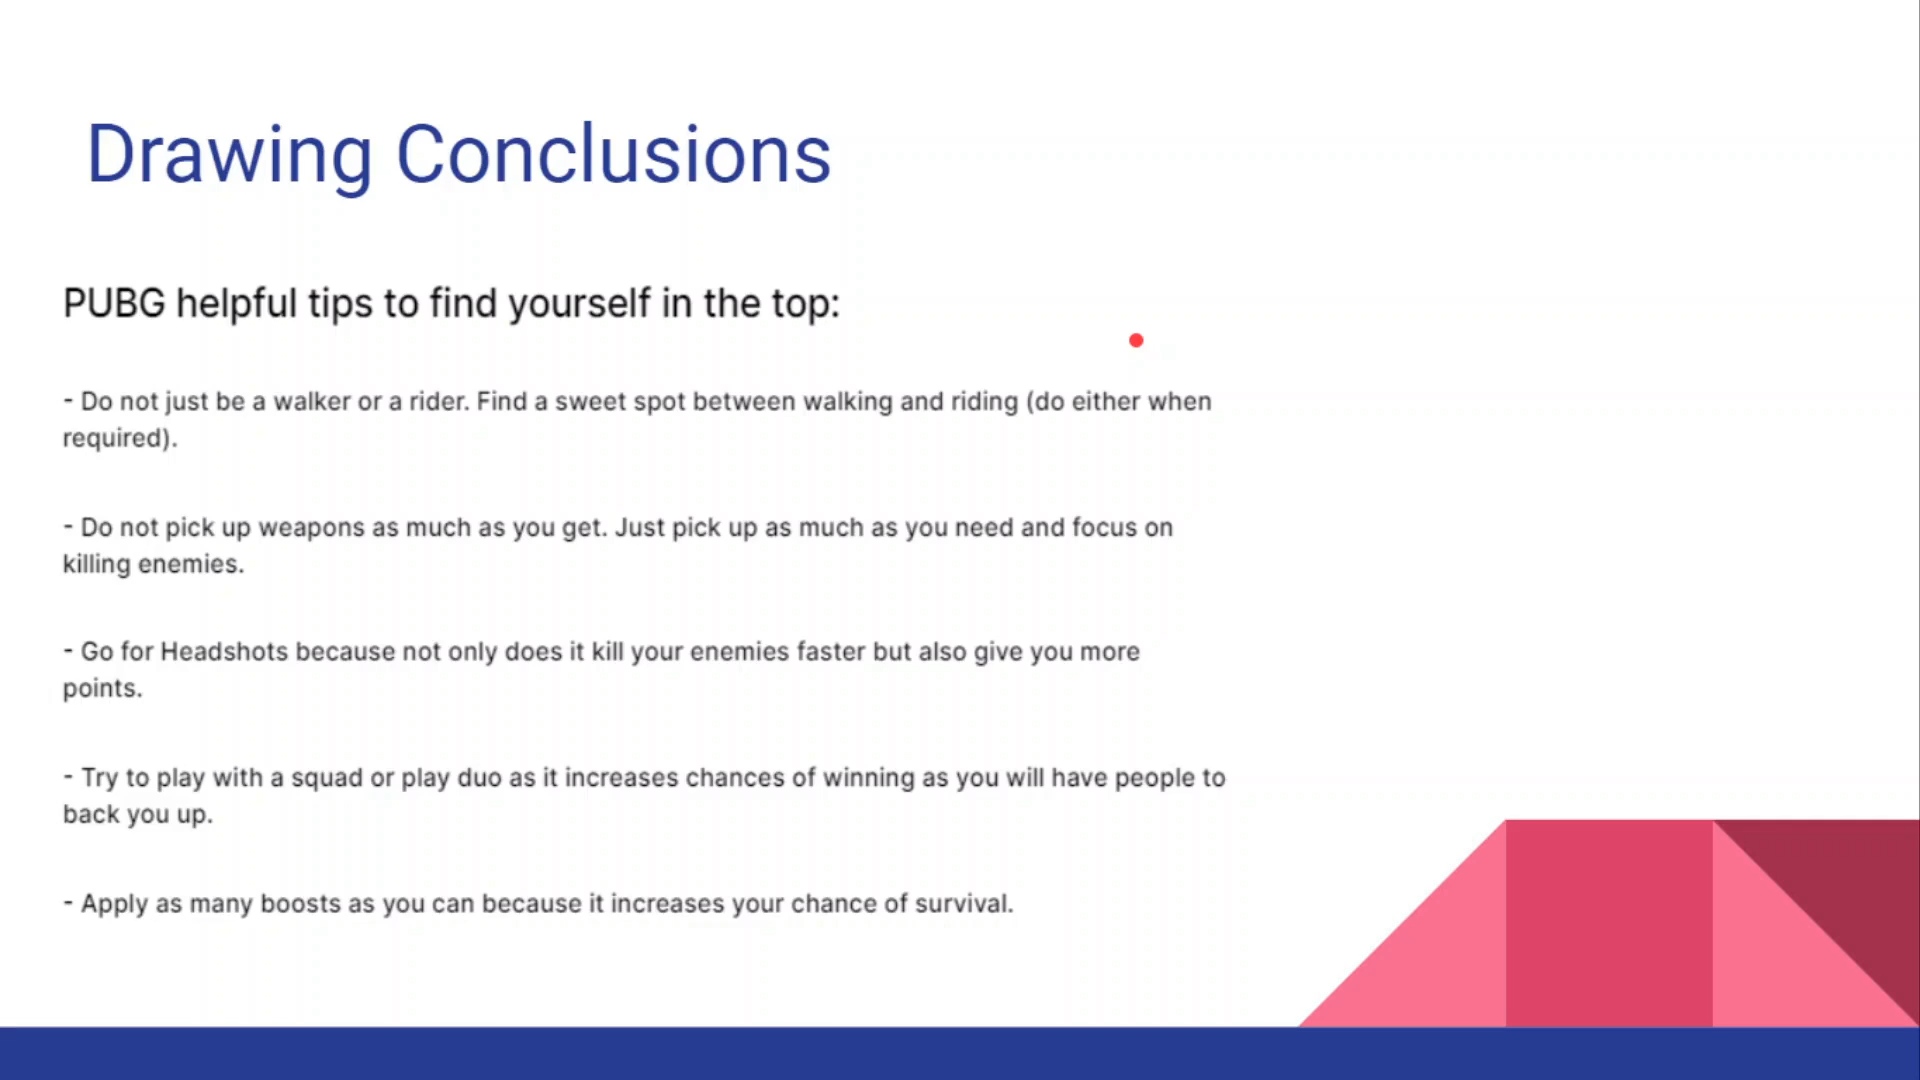 Drawing Conclusions
PUBG helpful tips to find yourself in the top:
- Do not just be a walker or a rider. Find a sweet spot between walking and riding (do either when
required).
- Do not pick up weapons as much as you get. Just pick up as much as you need and focus on
killing enemies.
- Go for Headshots because not only does it kill your enemies faster but also give you more
points.
- Try to play with a squad or play duo as it increases chances of winning as you will have people to
back you up.
- Apply as many boosts as you can because it increases your chance of survival.